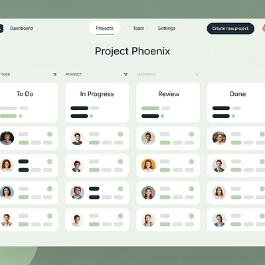 Dashboard Projects Team Settings Create new project
Project Phoenix
To Do In Progress Review Done